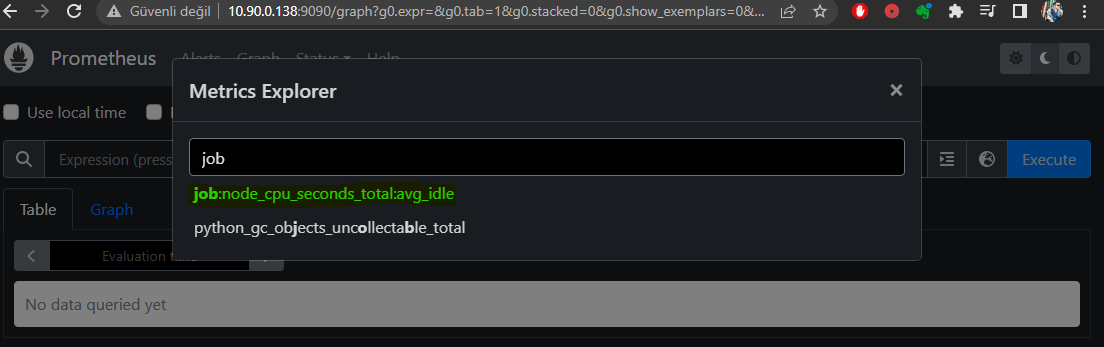 Güvenli değil
10.90.0.138:9090/graph?g0.expr=&g0.tab=1&g0.stacked=0&g0.show_exemplars=0&...
Prometheus
Alerts Graph Status Help
Metrics Explorer
Use local time
job
Expression (press
Execute
job:node_cpu_seconds_total:avg_idle
python_gc_objects_uncollectable_total
Table
Graph
Evaluation time
No data queried yet